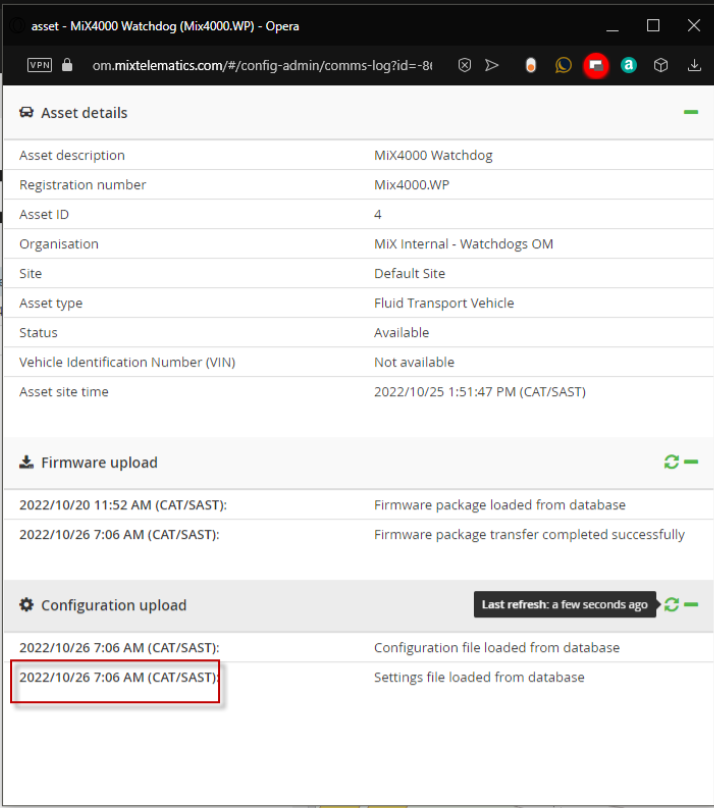 asset - MiX4000 Watchdog (Mix4000.WP) - Opera
VPN om.mixtelematics.com/#/config-admin/comms-log?id=-8
Asset details
Asset description MiX4000 Watchdog
Registration number Mix4000.WP
Asset ID 4
Organisation MiX Internal - Watchdogs OM
Site Default Site
Asset type Fluid Transport Vehicle
Status Available
Vehicle Identification Number (VIN) Not available
Asset site time 2022/10/25 1:51:47 PM (CAT/SAST)
Firmware upload
2022/10/20 11:52 AM (CAT/SAST): Firmware package loaded from database
2022/10/26 7:06 AM (CAT/SAST): Firmware package transfer completed successfully
Configuration upload Last refresh: a few seconds ago
2022/10/26 7:06 AM (CAT/SAST): Configuration file loaded from database
2022/10/26 7:06 AM (CAT/SAST): Settings file loaded from database